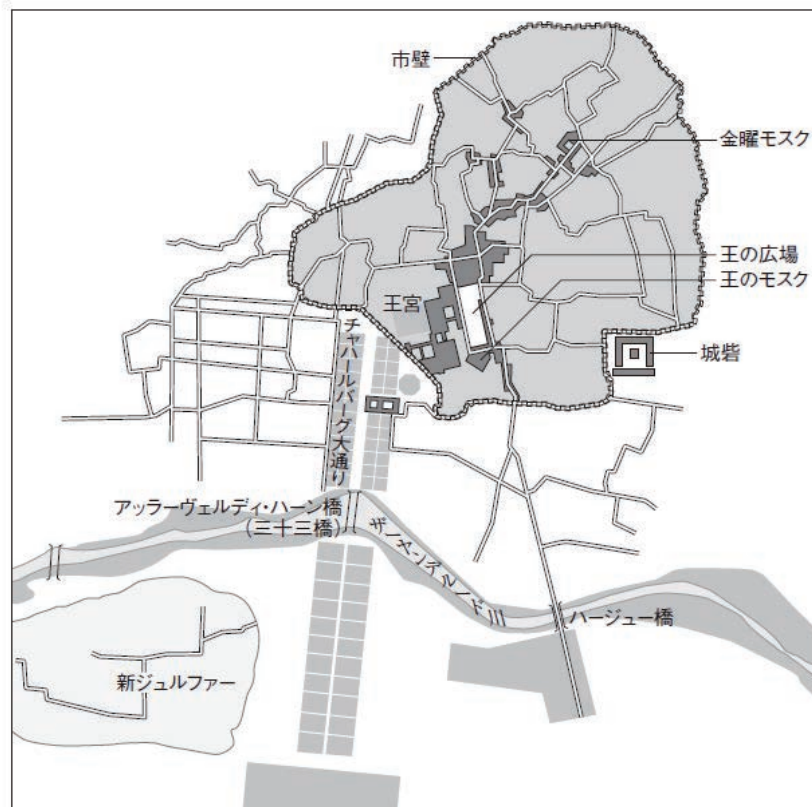 市壁
金曜モスク
王の広場
王のモスク
王宮
城砦
チャハールバーグ大通り
アッラーヴェルディ・ハーン橋
(三十三橋)
ザーヤンデルード川
ハージュー橋
新ジュルファー